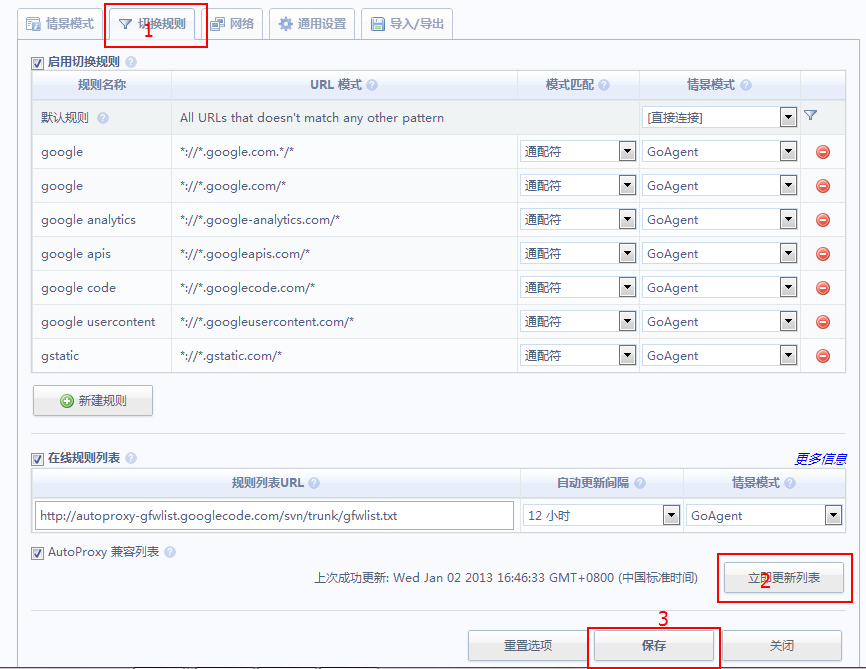 情景模式 切换规则 网络 通用设置 导入/导出
1
启用切换规则
规则名称 URL 模式 模式匹配 情景模式
默认规则 All URLs that doesn't match any other pattern [直接连接]
google *://*.google.com.*/* 通配符 GoAgent
google *://*.google.com/* 通配符 GoAgent
google analytics *://*.google-analytics.com/* 通配符 GoAgent
google apis *://*.googleapis.com/* 通配符 GoAgent
google code *://*.googlecode.com/* 通配符 GoAgent
google usercontent *://*.googleusercontent.com/* 通配符 GoAgent
gstatic *://*.gstatic.com/* 通配符 GoAgent
新建规则
在线规则列表 更多信息
规则列表URL 自动更新间隔 情景模式
http://autoproxy-gfwlist.googlecode.com/svn/trunk/gfwlist.txt 12 小时 GoAgent
AutoProxy 兼容列表
上次成功更新: Wed Jan 02 2013 16:46:33 GMT+0800 (中国标准时间) 立即更新列表
2
3
重置选项 保存 关闭